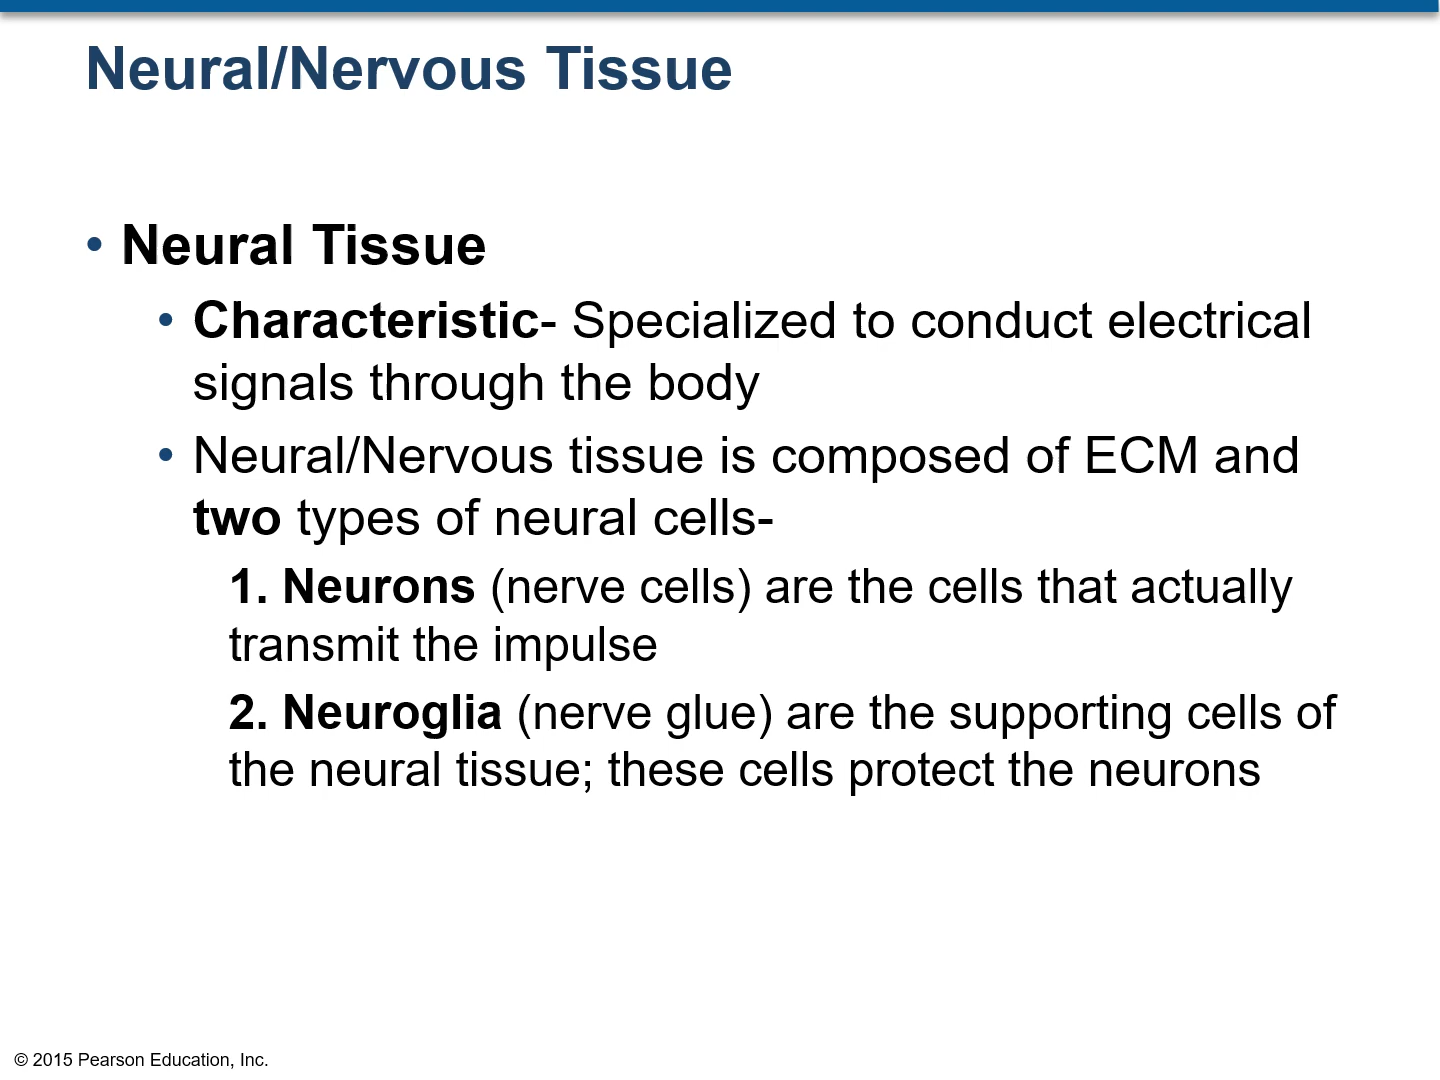 Neural/Nervous Tissue
• Neural Tissue
• Characteristic- Specialized to conduct electrical
signals through the body
• Neural/Nervous tissue is composed of ECM and
two types of neural cells-
1. Neurons (nerve cells) are the cells that actually
transmit the impulse
2. Neuroglia (nerve glue) are the supporting cells of
the neural tissue; these cells protect the neurons
© 2015 Pearson Education, Inc.